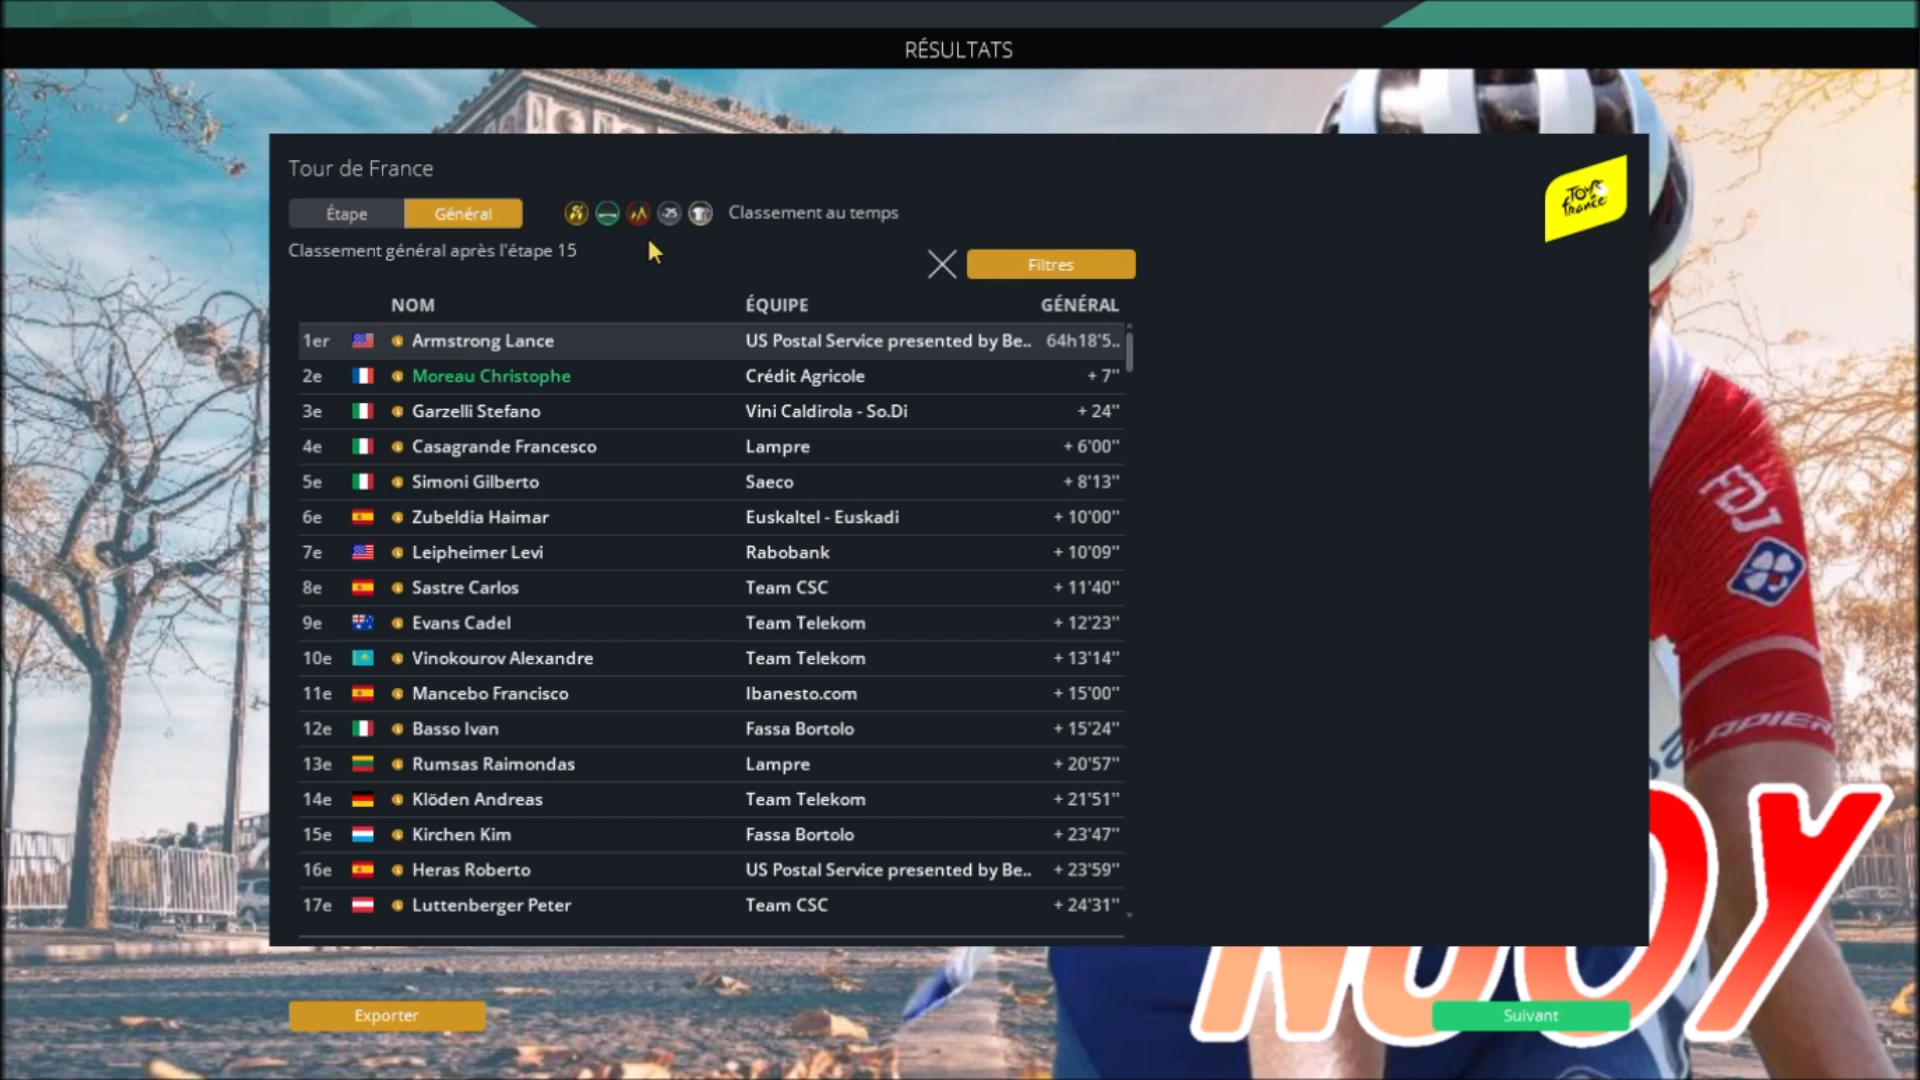 RÉSULTATS
Tour de France
Étape Général -25 Classement au temps
Classement général après l'étape 15
Filtres
NOM ÉQUIPE GÉNÉRAL
1er Armstrong Lance US Postal Service presented by Be.. 64h18'5..
2e Moreau Christophe Crédit Agricole + 7''
3e Garzelli Stefano Vini Caldirola - So.Di + 24''
4e Casagrande Francesco Lampre + 6'00''
5e Simoni Gilberto Saeco + 8'13''
6e Zubeldia Haimar Euskaltel - Euskadi + 10'00''
7e Leipheimer Levi Rabobank + 10'09''
8e Sastre Carlos Team CSC + 11'40''
9e Evans Cadel Team Telekom + 12'23''
10e Vinokourov Alexandre Team Telekom + 13'14''
11e Mancebo Francisco Ibanesto.com + 15'00''
12e Basso Ivan Fassa Bortolo + 15'24''
13e Rumsas Raimondas Lampre + 20'57''
14e Klöden Andreas Team Telekom + 21'51''
15e Kirchen Kim Fassa Bortolo + 23'47''
16e Heras Roberto US Postal Service presented by Be.. + 23'59''
17e Luttenberger Peter Team CSC + 24'31''
Exporter
Suivant
TOUR
france
FDJ